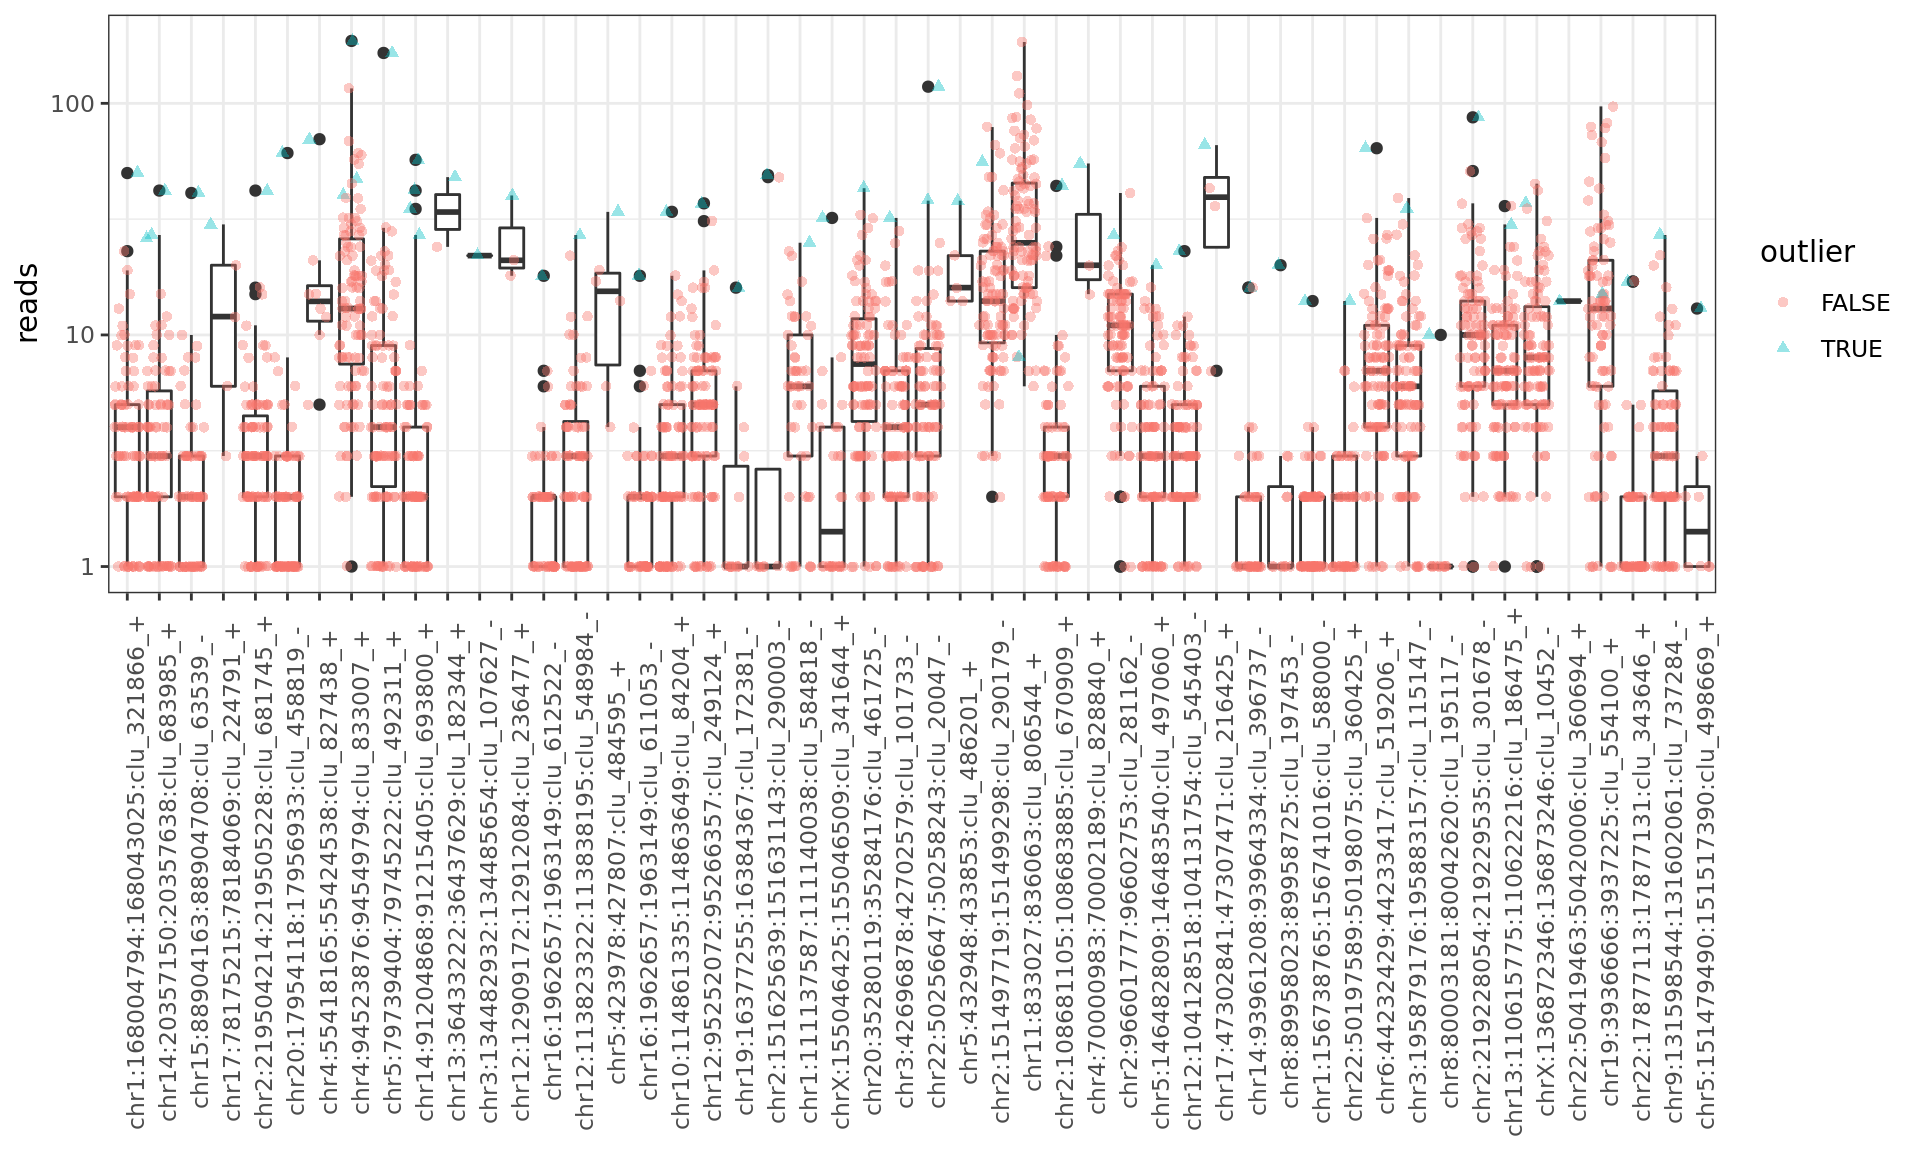 reads
100
10
1
chr1:168004794:168043025:clu_321866_+
chr14:203557150:203557638:clu_683985_+
chr15:88904163:88904708:clu_63539_-
chr17:78175215:78184069:clu_224791_+
chr2:219504214:219505228:clu_681745_+
chr20:17954118:17956933:clu_458819_-
chr4:55418165:55424538:clu_827438_+
chr4:94523876:94549794:clu_833007_+
chr5:79739404:79745222:clu_492311_+
chr14:91204868:91215405:clu_693800_+
chr13:36433222:36437629:clu_182344_+
chr3:134482932:134485654:clu_107627_-
chr12:12909172:12912084:clu_236477_+
chr16:1962657:1963149:clu_615222_-
chr12:113823322:113838195:clu_548984_-
chr5:423978:427807:clu_484595_+
chr16:1962657:1963149:clu_611053_-
chr10:114861335:114863649:clu_84204_+
chr12:95252072:95266357:clu_249124_+
chr19:16377255:16384367:clu_172381_-
chr2:151625639:151631143:clu_290003_-
chr1:111137587:111140038:clu_584818_-
chrX:155046425:155046509:clu_341644_+
chr20:35280119:35284176:clu_461725_-
chr3:42696878:42702579:clu_101733_-
chr22:50256647:50258243:clu_200047_-
chr5:432948:433853:clu_486201_+
chr2:151497719:151499298:clu_290179_-
chr11:833027:836063:clu_806544_+
chr2:108681105:108683885:clu_670909_+
chr4:70000983:70002189:clu_828840_+
chr2:96601777:96602753:clu_281162_-
chr5:146482809:146483540:clu_497060_+
chr12:104128518:104131754:clu_545403_-
chr17:47302841:47307471:clu_216425_+
chr14:93961208:93964334:clu_396737_-
chr8:89958023:89958725:clu_197453_-
chr1:156738765:156741016:clu_588000_-
chr22:50197589:50198075:clu_360425_+
chr6:44232429:44233417:clu_519206_+
chr3:195879176:195883157:clu_115147_-
chr8:80003181:80042620:clu_195117_-
chr2:219228054:219229535:clu_301678_-
chr13:110615775:110622216:clu_186475_+
chrX:136872346:136873246:clu_10452_-
chr22:50419463:50420006:clu_360694_+
chr19:3936666:3937225:clu_554100_+
chr22:17877113:17877131:clu_343646_+
chr9:131598544:131602061:clu_737284_-
chr5:151479490:151517390:clu_498669_+
outlier
FALSE
TRUE